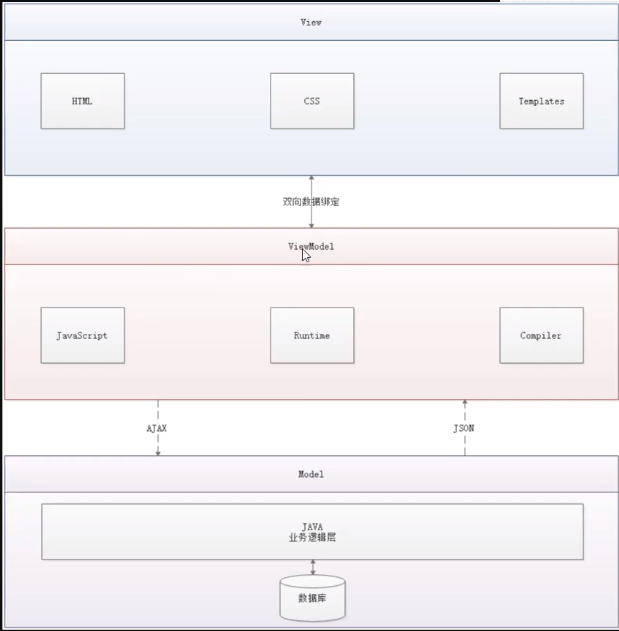 View
HTML
CSS
Templates
双向数据绑定
ViewModel
JavaScript
Runtime
Compiler
AJAX
JSON
Model
JAVA
业务逻辑层
数据库